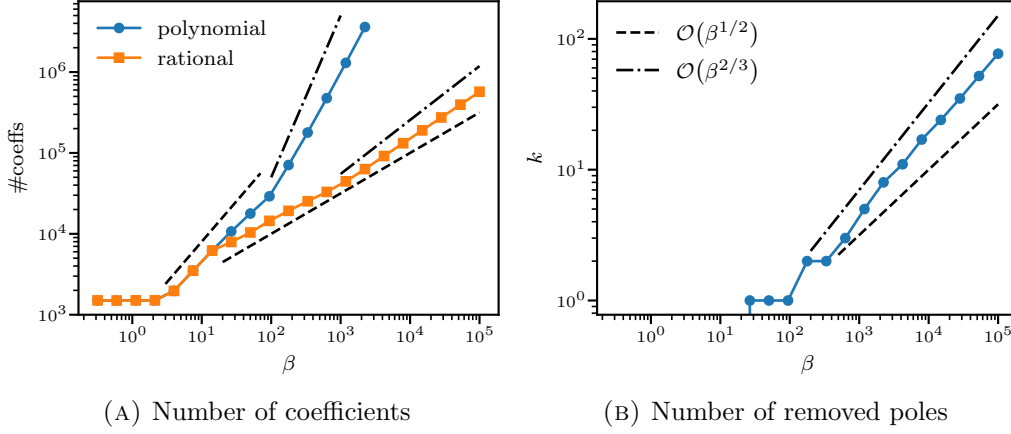 polynomial
rational
#coeffs
10^6
10^5
10^4
10^3
10^0
10^1
10^2
10^3
10^4
10^5
β
(A) Number of coefficients
O(β^{1/2})
O(β^{2/3})
k
10^2
10^1
10^0
10^0
10^1
10^2
10^3
10^4
10^5
β
(B) Number of removed poles